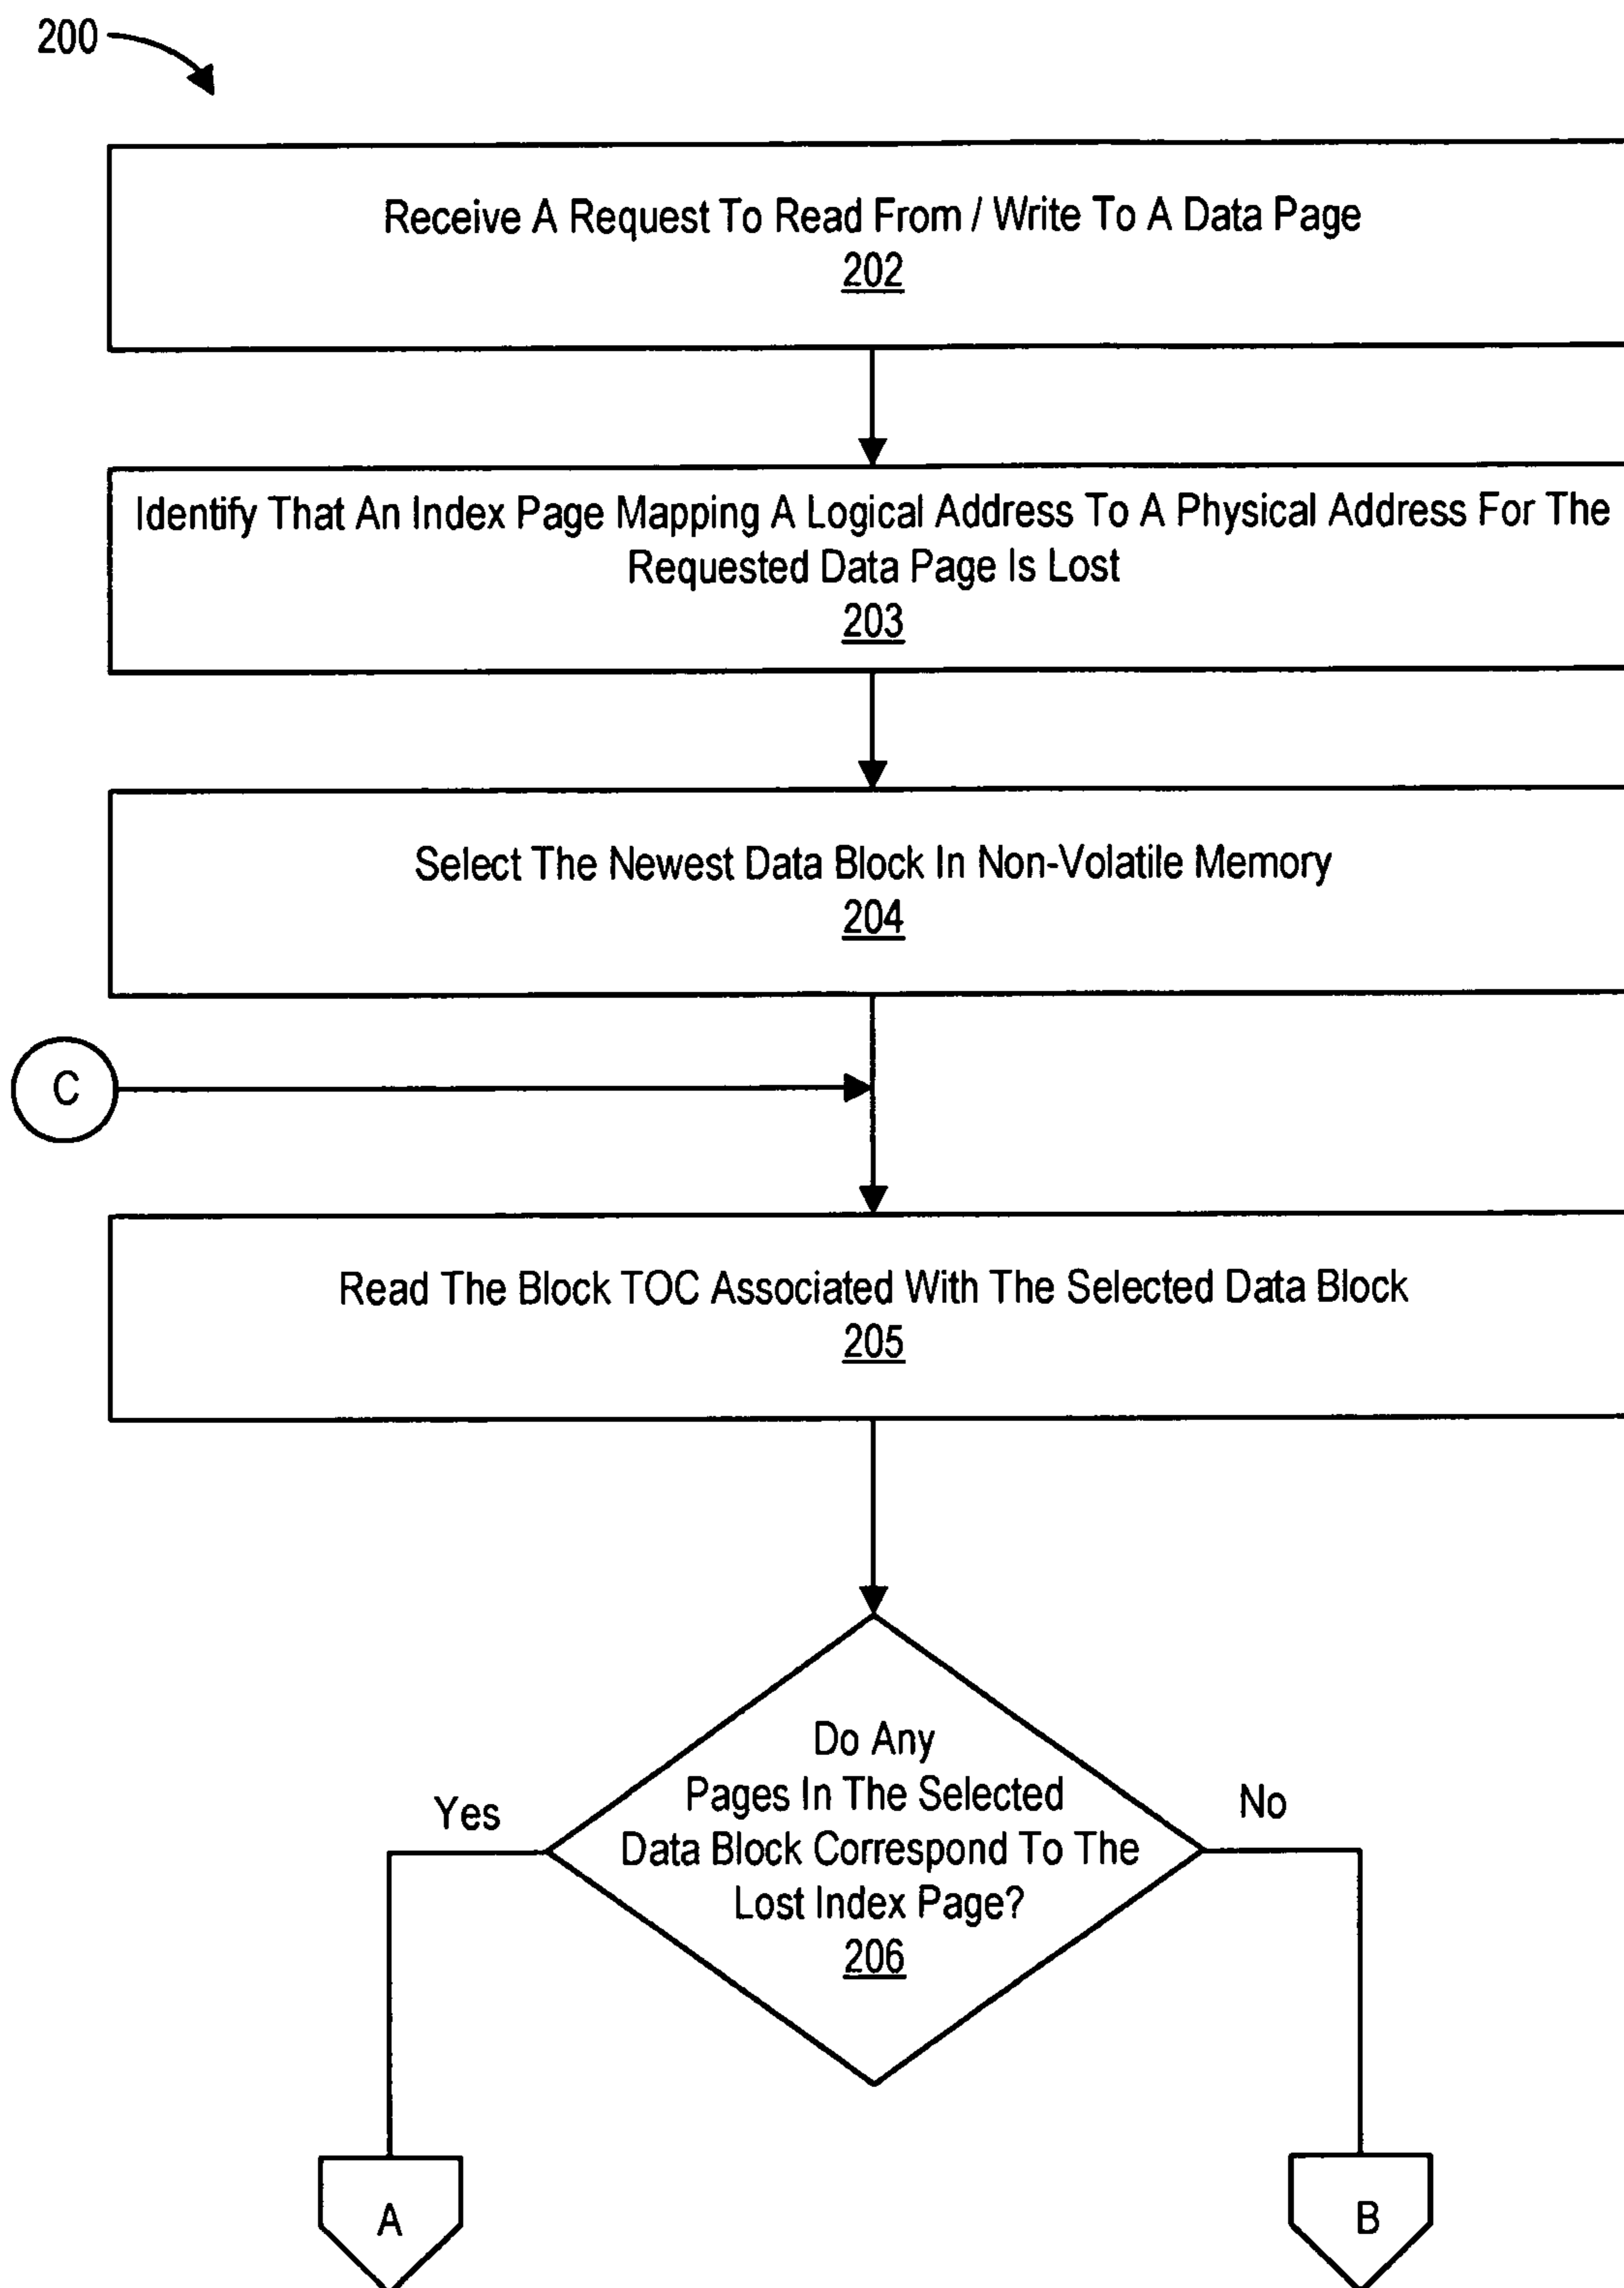 200
Receive A Request To Read From / Write To A Data Page
202
Identify That An Index Page Mapping A Logical Address To A Physical Address For The
Requested Data Page Is Lost
203
Select The Newest Data Block In Non-Volatile Memory
204
C
Read The Block TOC Associated With The Selected Data Block
205
Do Any
Pages In The Selected
Data Block Correspond To The
Lost Index Page?
206
Yes
No
A
B